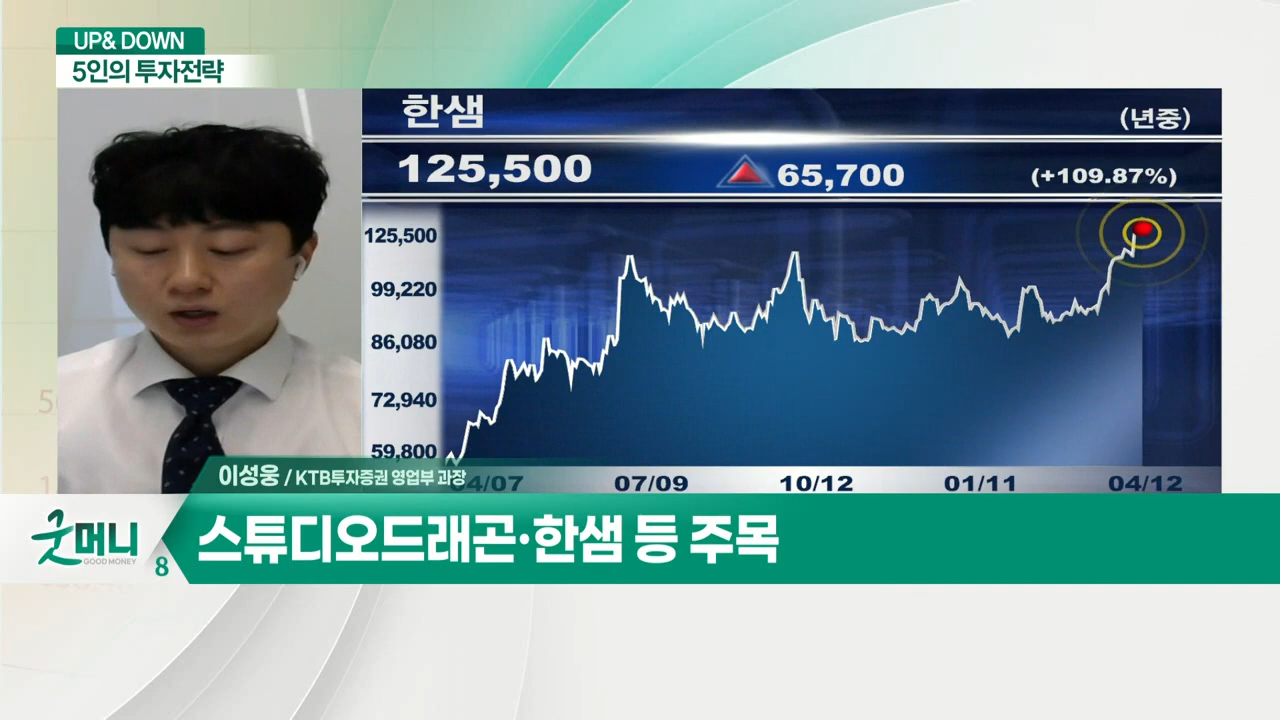 UP& DOWN
5인의 투자전략
한샘
(년중)
125,500
65,700
(+109.87%)
125,500
99,220
86,080
72,940
59,800
04/07
07/09
10/12
01/11
04/12
이성웅 / KTB투자증권 영업부 과장
굿머니
GOOD MONEY
8
스튜디오드래곤·한샘 등 주목